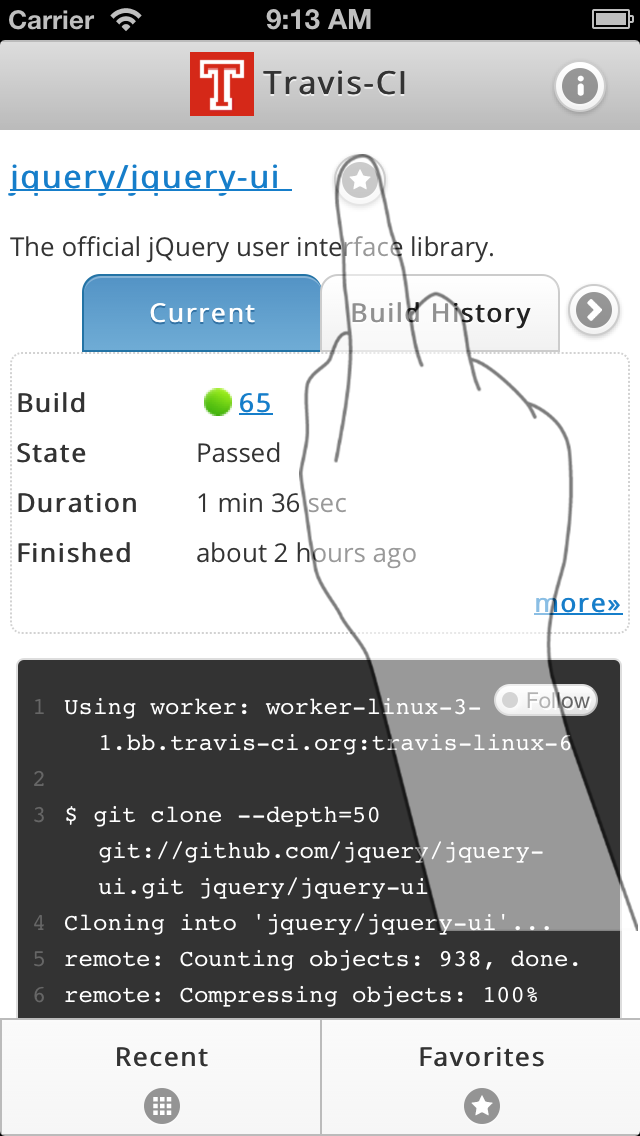 Carrier 9:13 AM
T Travis-CI
jquery/jquery-ui
The official jQuery user interface library.
Current Build History
Build 65
State Passed
Duration 1 min 36 sec
Finished about 2 hours ago
more»
Follow
1 Using worker: worker-linux-3-
1.bb.travis-ci.org:travis-linux-6
2
3 $ git clone --depth=50
git://github.com/jquery/jquery-
ui.git jquery/jquery-ui
4 Cloning into 'jquery/jquery-ui'...
5 remote: Counting objects: 938, done.
6 remote: Compressing objects: 100%
Recent Favorites